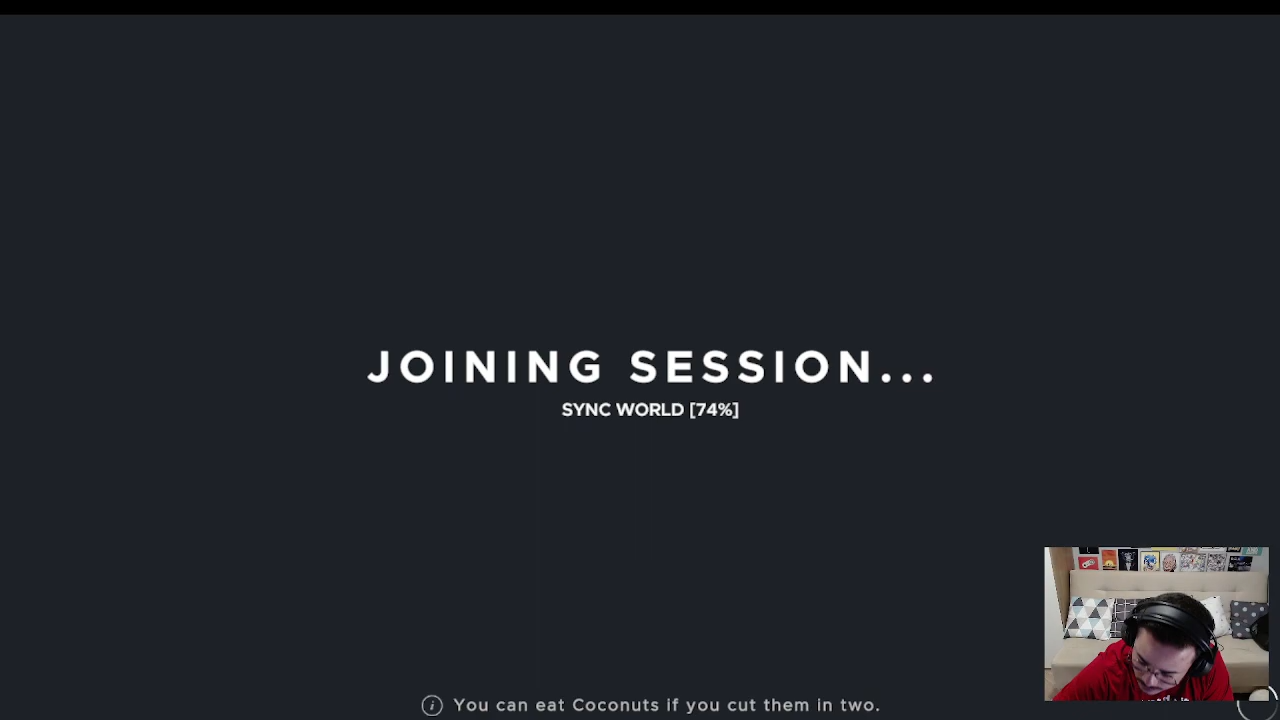 JOINING SESSION...
SYNC WORLD [74%]
You can eat Coconuts if you cut them in two.